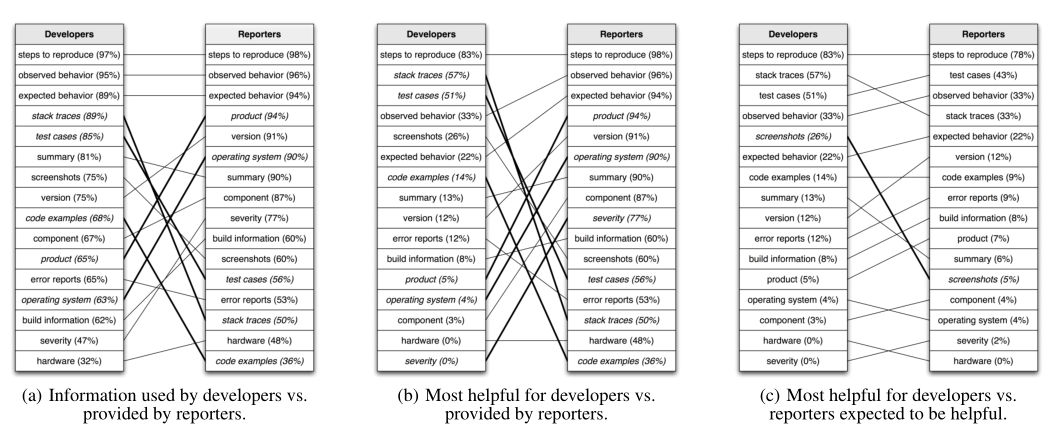 Developers
steps to reproduce (97%)
observed behavior (95%)
expected behavior (89%)
stack traces (89%)
test cases (85%)
summary (81%)
screenshots (75%)
version (75%)
code examples (68%)
component (67%)
product (65%)
error reports (65%)
operating system (63%)
build information (62%)
severity (47%)
hardware (32%)
Reporters
steps to reproduce (98%)
observed behavior (96%)
expected behavior (94%)
product (94%)
version (91%)
operating system (90%)
summary (90%)
component (87%)
severity (77%)
build information (60%)
screenshots (60%)
test cases (56%)
error reports (53%)
stack traces (50%)
hardware (48%)
code examples (36%)
(a) Information used by developers vs.
provided by reporters.
Developers
steps to reproduce (83%)
stack traces (57%)
test cases (51%)
observed behavior (33%)
screenshots (26%)
expected behavior (22%)
code examples (14%)
summary (13%)
version (12%)
error reports (12%)
build information (8%)
product (5%)
operating system (4%)
component (3%)
hardware (0%)
severity (0%)
Reporters
steps to reproduce (98%)
observed behavior (96%)
expected behavior (94%)
product (94%)
version (91%)
operating system (90%)
summary (90%)
component (87%)
severity (77%)
build information (60%)
screenshots (60%)
test cases (56%)
error reports (53%)
stack traces (50%)
hardware (48%)
code examples (36%)
(b) Most helpful for developers vs.
provided by reporters.
Developers
steps to reproduce (83%)
stack traces (57%)
test cases (51%)
observed behavior (33%)
screenshots (26%)
expected behavior (22%)
code examples (14%)
summary (13%)
version (12%)
error reports (12%)
build information (8%)
product (5%)
operating system (4%)
component (3%)
hardware (0%)
severity (0%)
Reporters
steps to reproduce (78%)
test cases (43%)
observed behavior (33%)
stack traces (33%)
expected behavior (22%)
version (12%)
code examples (9%)
error reports (9%)
build information (8%)
product (7%)
summary (6%)
screenshots (5%)
component (4%)
operating system (4%)
severity (2%)
hardware (0%)
(c) Most helpful for developers vs.
reporters expected to be helpful.